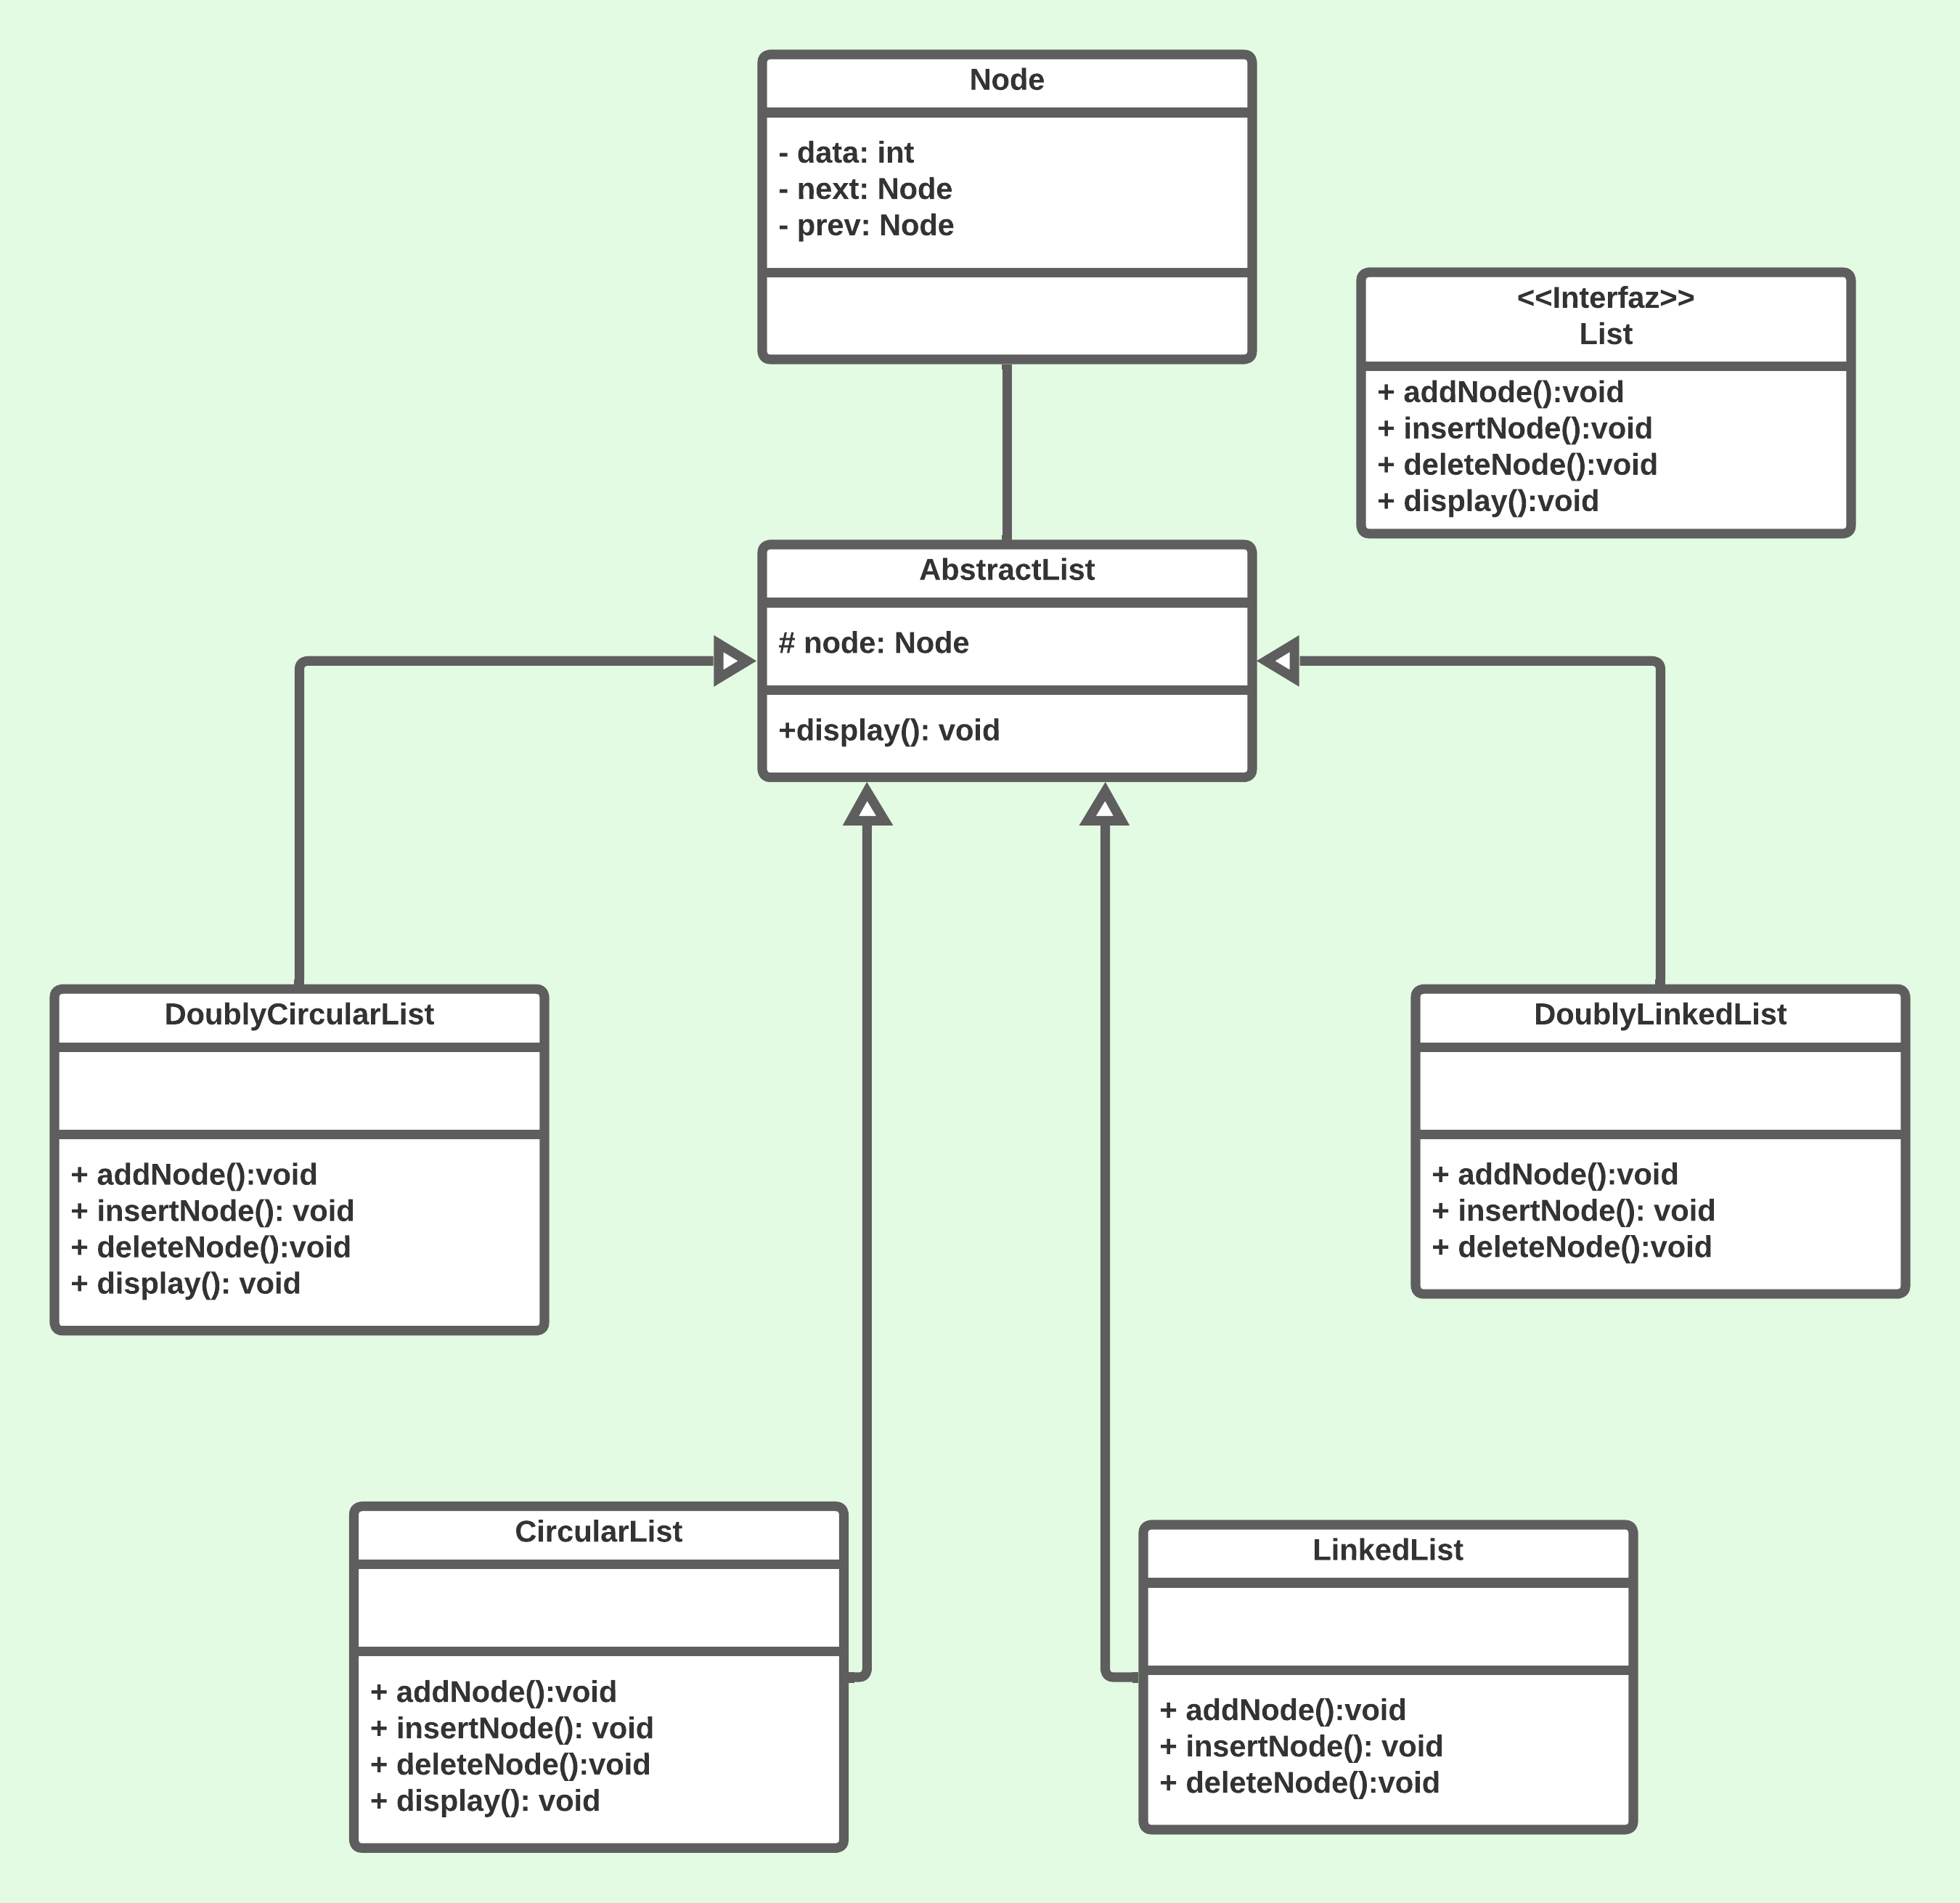 Node
- data: int
- next: Node
- prev: Node
<<Interfaz>>
List
+ addNode():void
+ insertNode():void
+ deleteNode():void
+ display():void
AbstractList
# node: Node
+display(): void
DoublyCircularList
+ addNode():void
+ insertNode(): void
+ deleteNode():void
+ display(): void
DoublyLinkedList
+ addNode():void
+ insertNode(): void
+ deleteNode():void
CircularList
+ addNode():void
+ insertNode(): void
+ deleteNode():void
+ display(): void
LinkedList
+ addNode():void
+ insertNode(): void
+ deleteNode():void